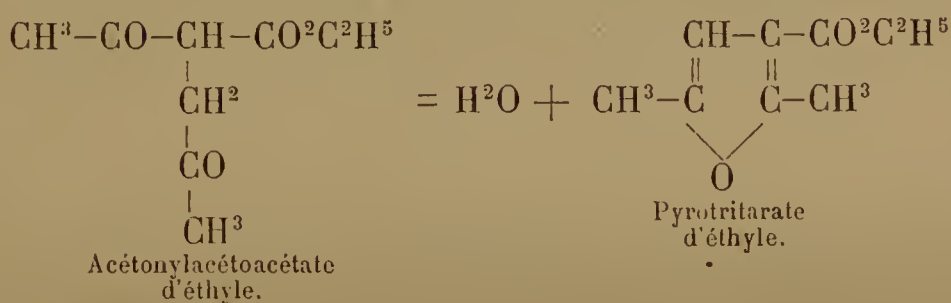 CH³–CO–CH–CO²C²H⁵ CH–C–CO²C²H⁵
CH² = H²O + CH³–C C–CH³
CO
O
CH³ Pyrotritarate
Acétonylacétoacétate d'éthyle.
d'éthyle.